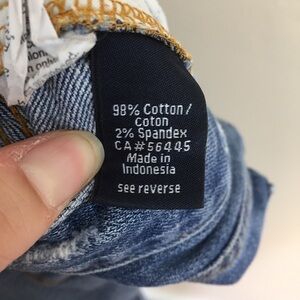 98% Cotton/
Coton
2% Spandex
CA#56445
Made in
Indonesia
see reverse